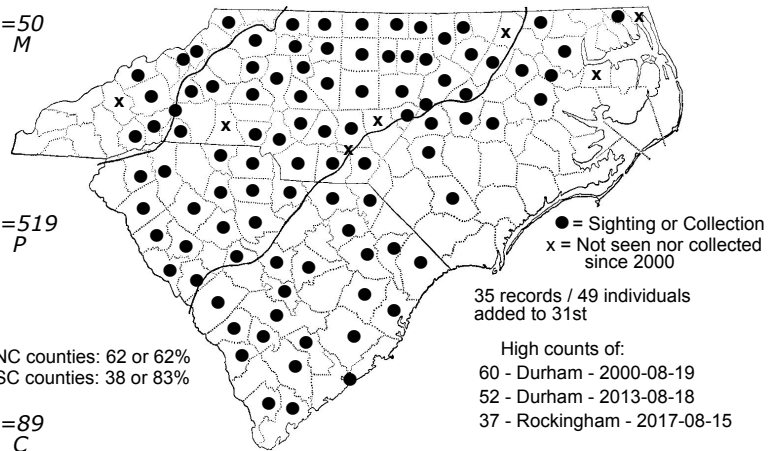 =50
M
=519
P
=89
C
● = Sighting or Collection
x = Not seen nor collected
since 2000
35 records / 49 individuals
added to 31st
NC counties: 62 or 62%
SC counties: 38 or 83%
High counts of:
60 - Durham - 2000-08-19
52 - Durham - 2013-08-18
37 - Rockingham - 2017-08-15
x
x
x
x
x
x
x